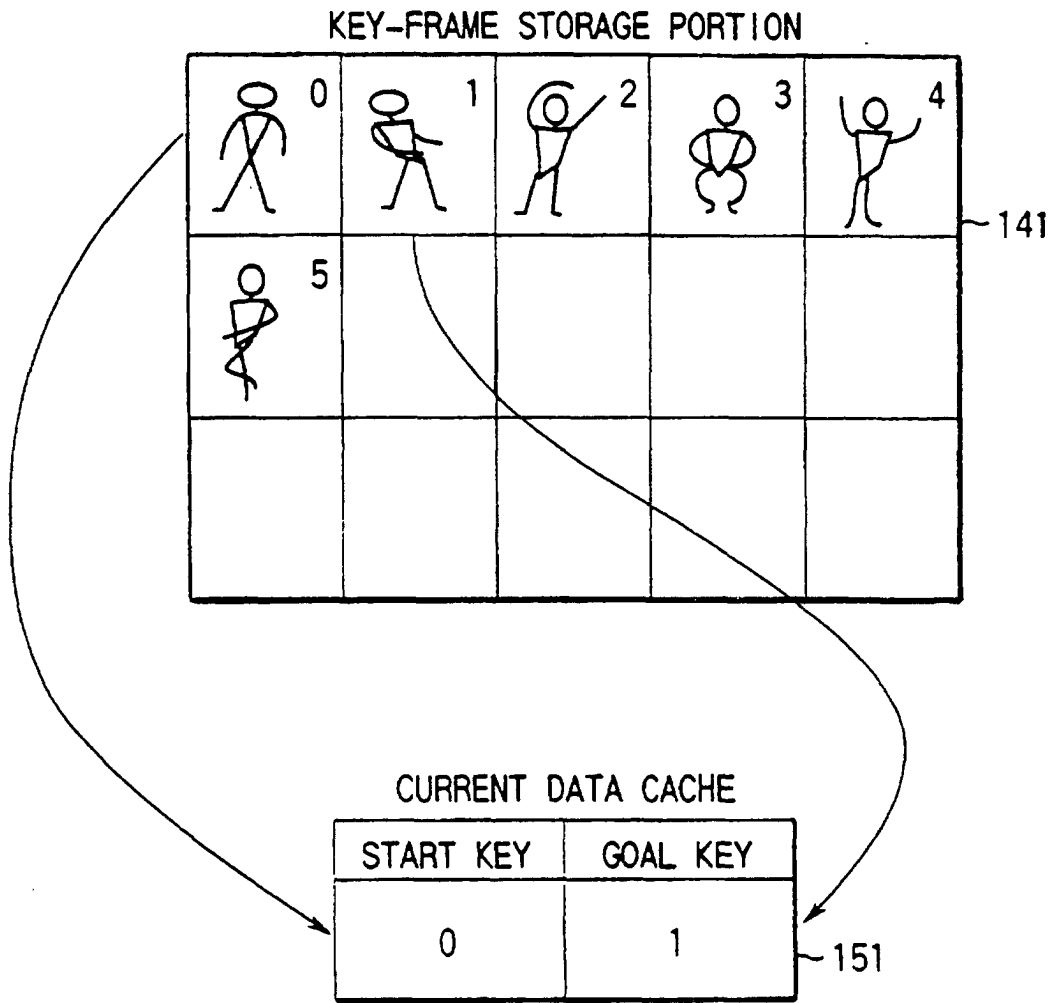 KEY-FRAME STORAGE PORTION
0 1 2 3 4
141
5
CURRENT DATA CACHE
START KEY GOAL KEY
0 1
151